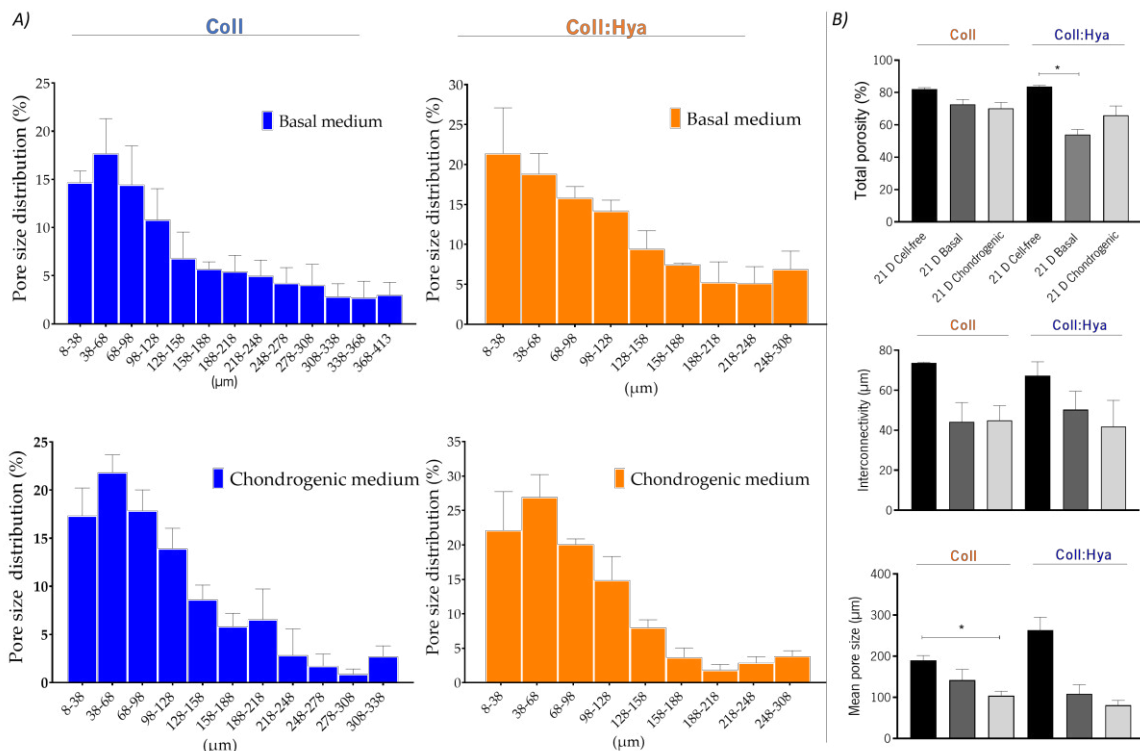 A)
Coll
Coll:Hya
B)
Coll
Coll:Hya
Pore size distribution (%)
25
20
15
10
5
0
Basal medium
8-38
38-68
68-98
98-128
128-158
158-188
188-218
218-248
248-278
278-308
308-338
338-368
368-413
(µm)
Pore size distribution (%)
30
25
20
15
10
5
0
Basal medium
8-38
38-68
68-98
98-128
128-158
158-188
188-218
218-248
248-308
(µm)
Total porosity (%)
100
80
60
40
20
0
*
21 D Cell-free
21 D Basal
21 D Chondrogenic
21 D Cell-free
21 D Basal
21 D Chondrogenic
Coll
Coll:Hya
Interconnectivity (µm)
80
60
40
20
0
Pore size distribution (%)
25
20
15
10
5
0
Chondrogenic medium
8-38
38-68
68-98
98-128
128-158
158-188
188-218
218-248
248-278
278-308
308-338
(µm)
Pore size distribution (%)
35
30
25
20
15
10
5
0
Chondrogenic medium
8-38
38-68
68-98
98-128
128-158
158-188
188-218
218-248
248-308
(µm)
Coll
Coll:Hya
Mean pore size (µm)
400
300
200
100
0
*